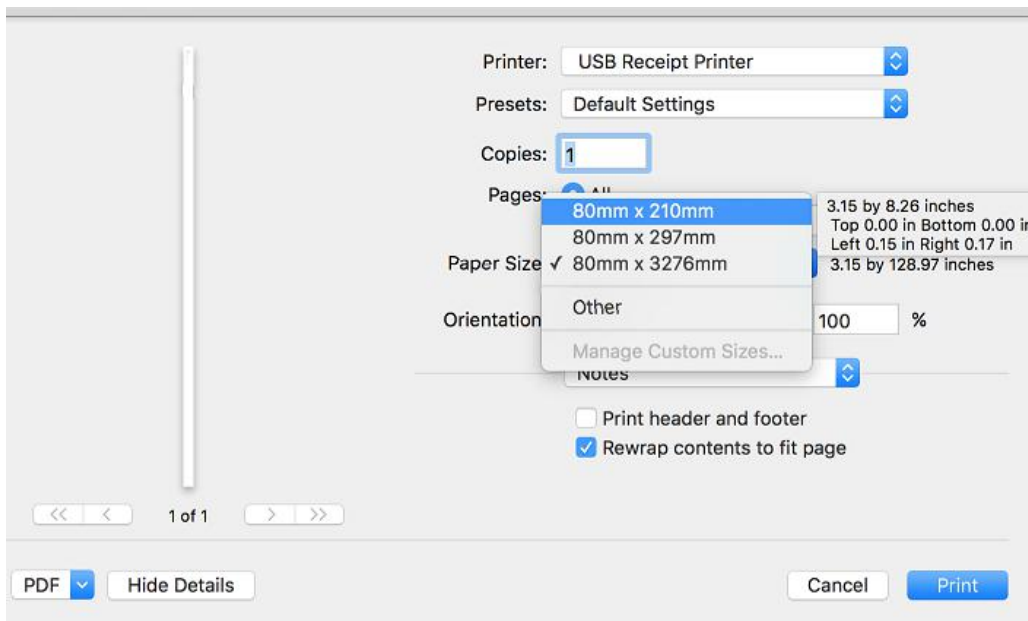 Printer: USB Receipt Printer
Presets: Default Settings
Copies: 1
Pages: All
80mm x 210mm
3.15 by 8.26 inches
Top 0.00 in Bottom 0.00 in
Left 0.15 in Right 0.17 in
80mm x 297mm
Paper Size ✓ 80mm x 3276mm 3.15 by 128.97 inches
Other
Orientation 100 %
Manage Custom Sizes...
Notes
Print header and footer
Rewrap contents to fit page
<< < 1 of 1 > >>
PDF Hide Details Cancel Print